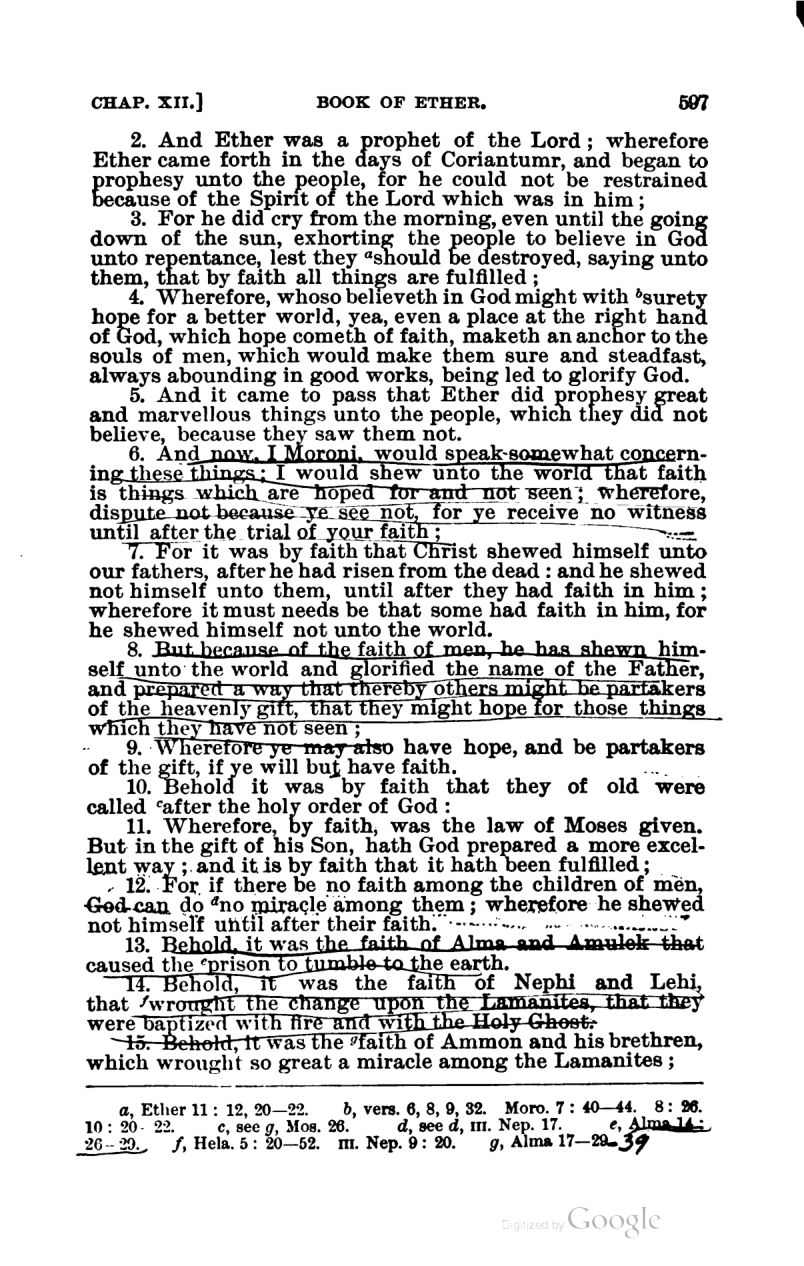 CHAP. XII.] BOOK OF ETHER. 597
2. And Ether was a prophet of the Lord; wherefore
Ether came forth in the days of Coriantumr, and began to
prophesy unto the people, for he could not be restrained
because of the Spirit of the Lord which was in him;
3. For he did cry from the morning, even until the going
down of the sun, exhorting the people to believe in God
unto repentance, lest they ᵃshould be destroyed, saying unto
them, that by faith all things are fulfilled;
4. Wherefore, whoso believeth in God might with ᵇsurety
hope for a better world, yea, even a place at the right hand
of God, which hope cometh of faith, maketh an anchor to the
souls of men, which would make them sure and steadfast,
always abounding in good works, being led to glorify God.
5. And it came to pass that Ether did prophesy great
and marvellous things unto the people, which they did not
believe, because they saw them not.
6. And now, I Moroni, would speak somewhat concern-
ing these things; I would shew unto the world that faith
is things which are hoped for and not seen; wherefore,
dispute not because ye see not, for ye receive no witness
until after the trial of your faith;
7. For it was by faith that Christ shewed himself unto
our fathers, after he had risen from the dead: and he shewed
not himself unto them, until after they had faith in him;
wherefore it must needs be that some had faith in him, for
he shewed himself not unto the world.
8. But because of the faith of men, he has shewn him-
self unto the world and glorified the name of the Father,
and prepared a way that thereby others might be partakers
of the heavenly gift, that they might hope for those things
which they have not seen;
9. Wherefore ye may also have hope, and be partakers
of the gift, if ye will but have faith.
10. Behold it was by faith that they of old were
called ᶜafter the holy order of God:
11. Wherefore, by faith, was the law of Moses given.
But in the gift of his Son, hath God prepared a more excel-
lent way; and it is by faith that it hath been fulfilled;
12. For if there be no faith among the children of men,
God can do ᵈno miracle among them; wherefore he shewed
not himself until after their faith.
13. Behold, it was the faith of Alma and Amulek that
caused the ᵉprison to tumble to the earth.
14. Behold, it was the faith of Nephi and Lehi,
that ᶠwrought the change upon the Lamanites, that they
were baptized with fire and with the Holy Ghost.
15. Behold, it was the ᵍfaith of Ammon and his brethren,
which wrought so great a miracle among the Lamanites;
a, Ether 11: 12, 20—22. b, vers. 6, 8, 9, 32. Moro. 7: 40—44. 8: 26.
10: 20-22. c, see g, Mos. 26. d, see d, III. Nep. 17. e, Alma 14:
26—29. f, Hela. 5: 20—52. III. Nep. 9: 20. g, Alma 17—29. 39
Digitized by Google